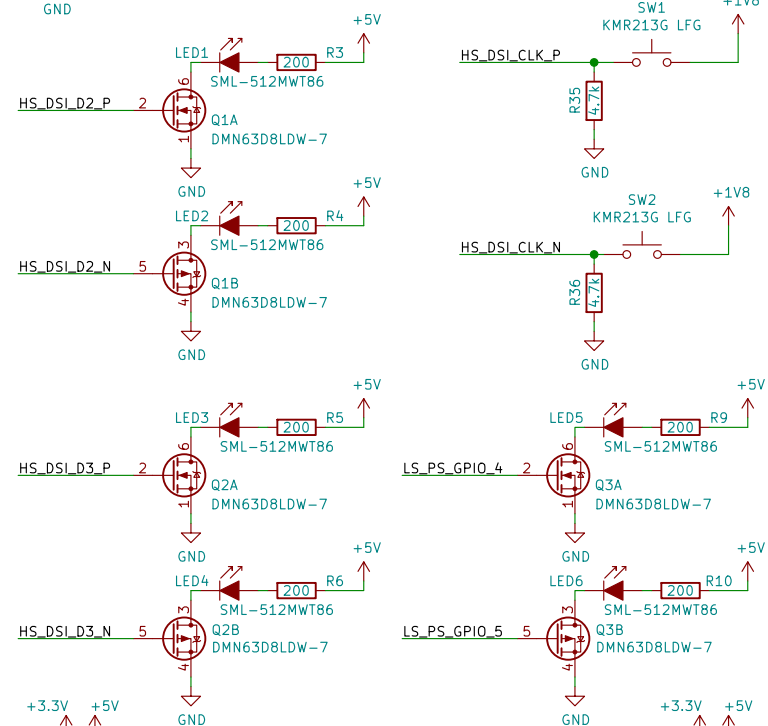 GND
+5V
LED1
R3
200
SML-512MWT86
6
HS_DSI_D2_P
2
Q1A
1
DMN63D8LDW-7
GND
+5V
LED2
R4
200
SML-512MWT86
3
HS_DSI_D2_N
5
Q1B
4
DMN63D8LDW-7
GND
SW1
+1V8
KMR213G LFG
HS_DSI_CLK_P
R35
4.7k
GND
SW2
+1V8
KMR213G LFG
HS_DSI_CLK_N
R36
4.7k
GND
+5V
LED3
R5
200
SML-512MWT86
6
HS_DSI_D3_P
2
Q2A
1
DMN63D8LDW-7
GND
+5V
LED4
R6
200
SML-512MWT86
3
HS_DSI_D3_N
5
Q2B
4
DMN63D8LDW-7
GND
+5V
LED5
R9
200
SML-512MWT86
6
LS_PS_GPIO_4
2
Q3A
1
DMN63D8LDW-7
GND
+5V
LED6
R10
200
SML-512MWT86
3
LS_PS_GPIO_5
5
Q3B
4
DMN63D8LDW-7
GND
+3.3V
+5V
+3.3V
+5V